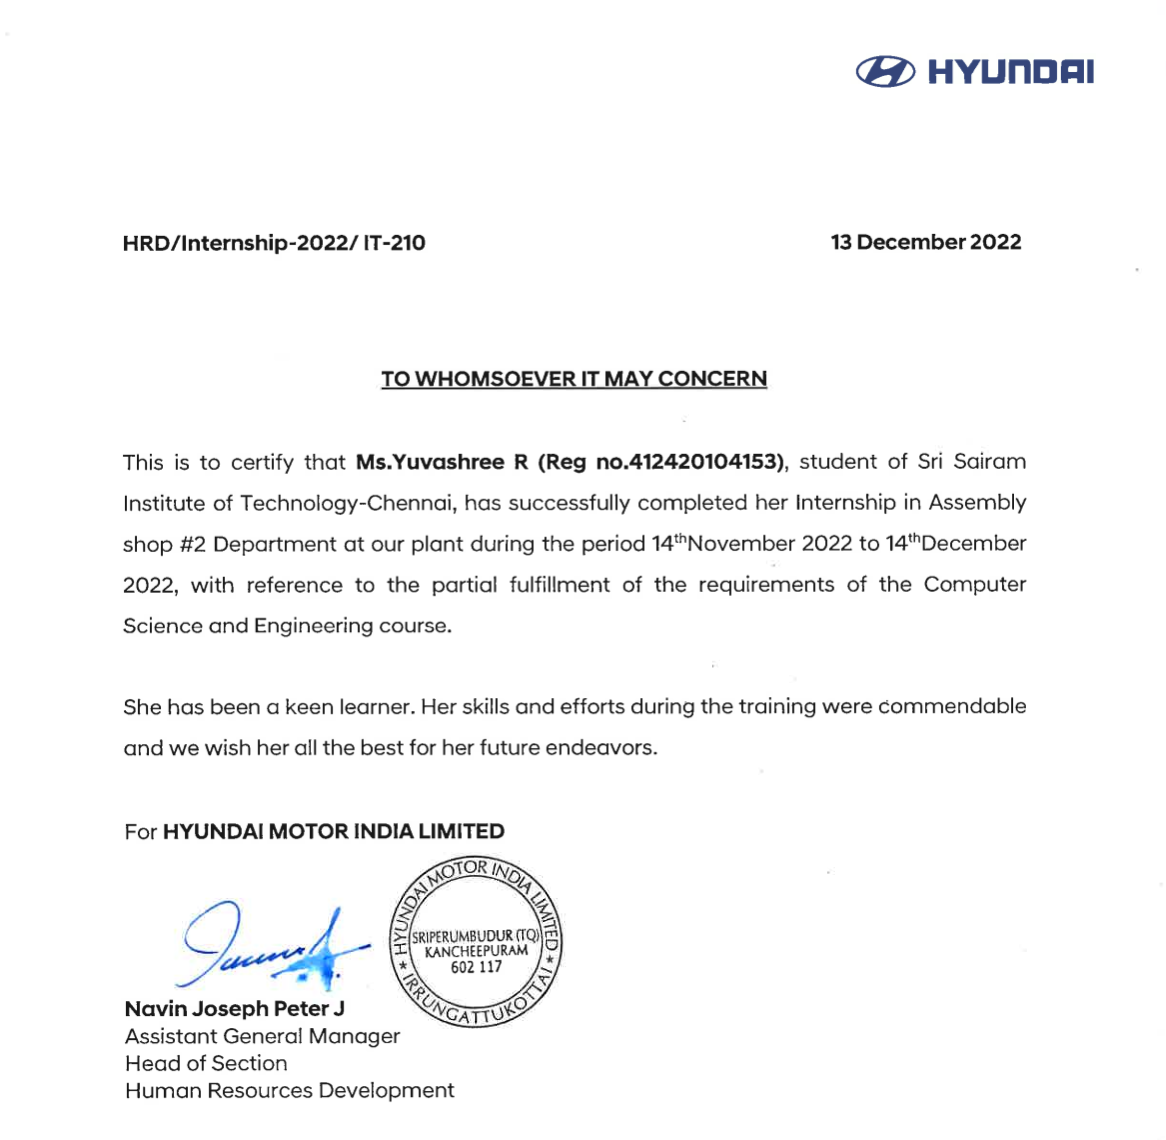 HYUNDAI
HRD/Internship-2022/ IT-210
13 December 2022
TO WHOMSOEVER IT MAY CONCERN
This is to certify that Ms.Yuvashree R (Reg no.412420104153), student of Sri Sairam
Institute of Technology-Chennai, has successfully completed her Internship in Assembly
shop #2 Department at our plant during the period 14thNovember 2022 to 14thDecember
2022, with reference to the partial fulfillment of the requirements of the Computer
Science and Engineering course.
She has been a keen learner. Her skills and efforts during the training were commendable
and we wish her all the best for her future endeavors.
For HYUNDAI MOTOR INDIA LIMITED
HYUNDAI MOTOR INDIA LIMITED
SRIPERUMBUDUR (TQ)
KANCHEEPURAM
602 117
* IRRUNGATTUKOTTAI *
Navin Joseph Peter J
Assistant General Manager
Head of Section
Human Resources Development